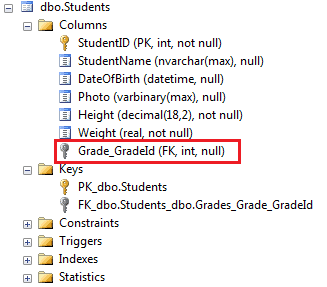 dbo.Students
Columns
StudentID (PK, int, not null)
StudentName (nvarchar(max), null)
DateOfBirth (datetime, null)
Photo (varbinary(max), null)
Height (decimal(18,2), not null)
Weight (real, not null)
Grade_GradeId (FK, int, null)
Keys
PK_dbo.Students
FK_dbo.Students_dbo.Grades_Grade_GradeId
Constraints
Triggers
Indexes
Statistics